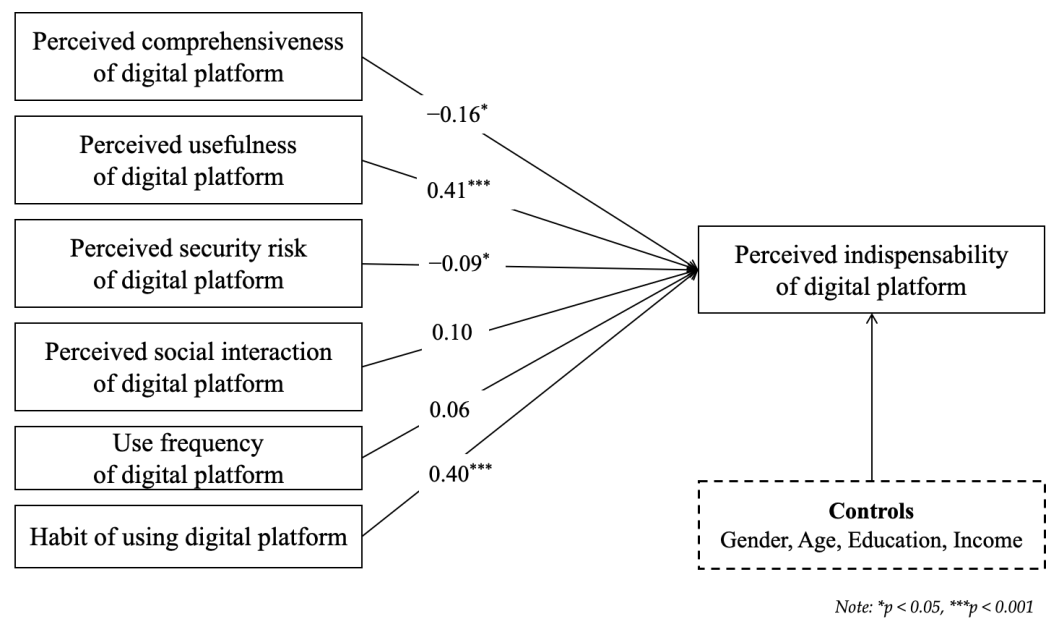 Perceived comprehensiveness
of digital platform
−0.16*
Perceived usefulness
of digital platform
0.41***
Perceived security risk
of digital platform
−0.09*
Perceived indispensability
of digital platform
Perceived social interaction
of digital platform
0.10
Use frequency
of digital platform
0.06
Habit of using digital platform
0.40***
Controls
Gender, Age, Education, Income
Note: *p < 0.05, ***p < 0.001